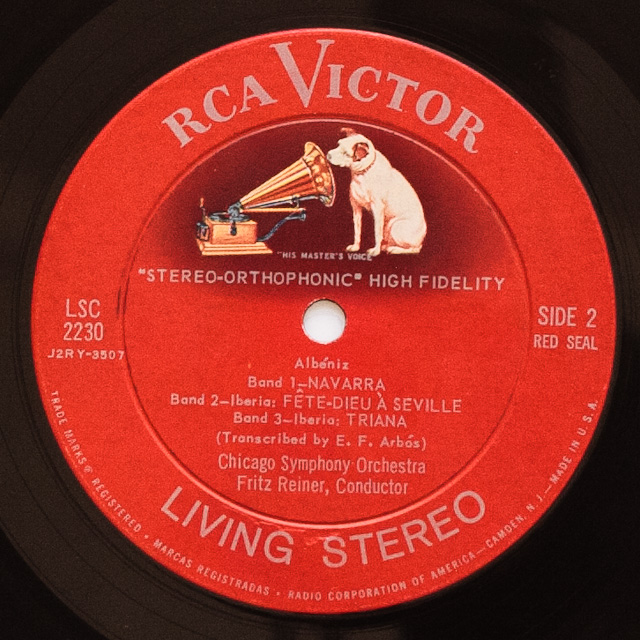 RCA VICTOR
"HIS MASTER'S VOICE"
"STEREO-ORTHOPHONIC" HIGH FIDELITY
LSC
2230
J2RY-3507
SIDE 2
RED SEAL
Albéniz
Band 1—NAVARRA
Band 2—Iberia: FÊTE-DIEU À SEVILLE
Band 3—Iberia: TRIANA
(Transcribed by E. F. Arbós)
Chicago Symphony Orchestra
Fritz Reiner, Conductor
LIVING STEREO
TRADE MARKS ® REGISTERED • MARCAS REGISTRADAS • RADIO CORPORATION OF AMERICA—CAMDEN, N. J.—MADE IN U.S.A.